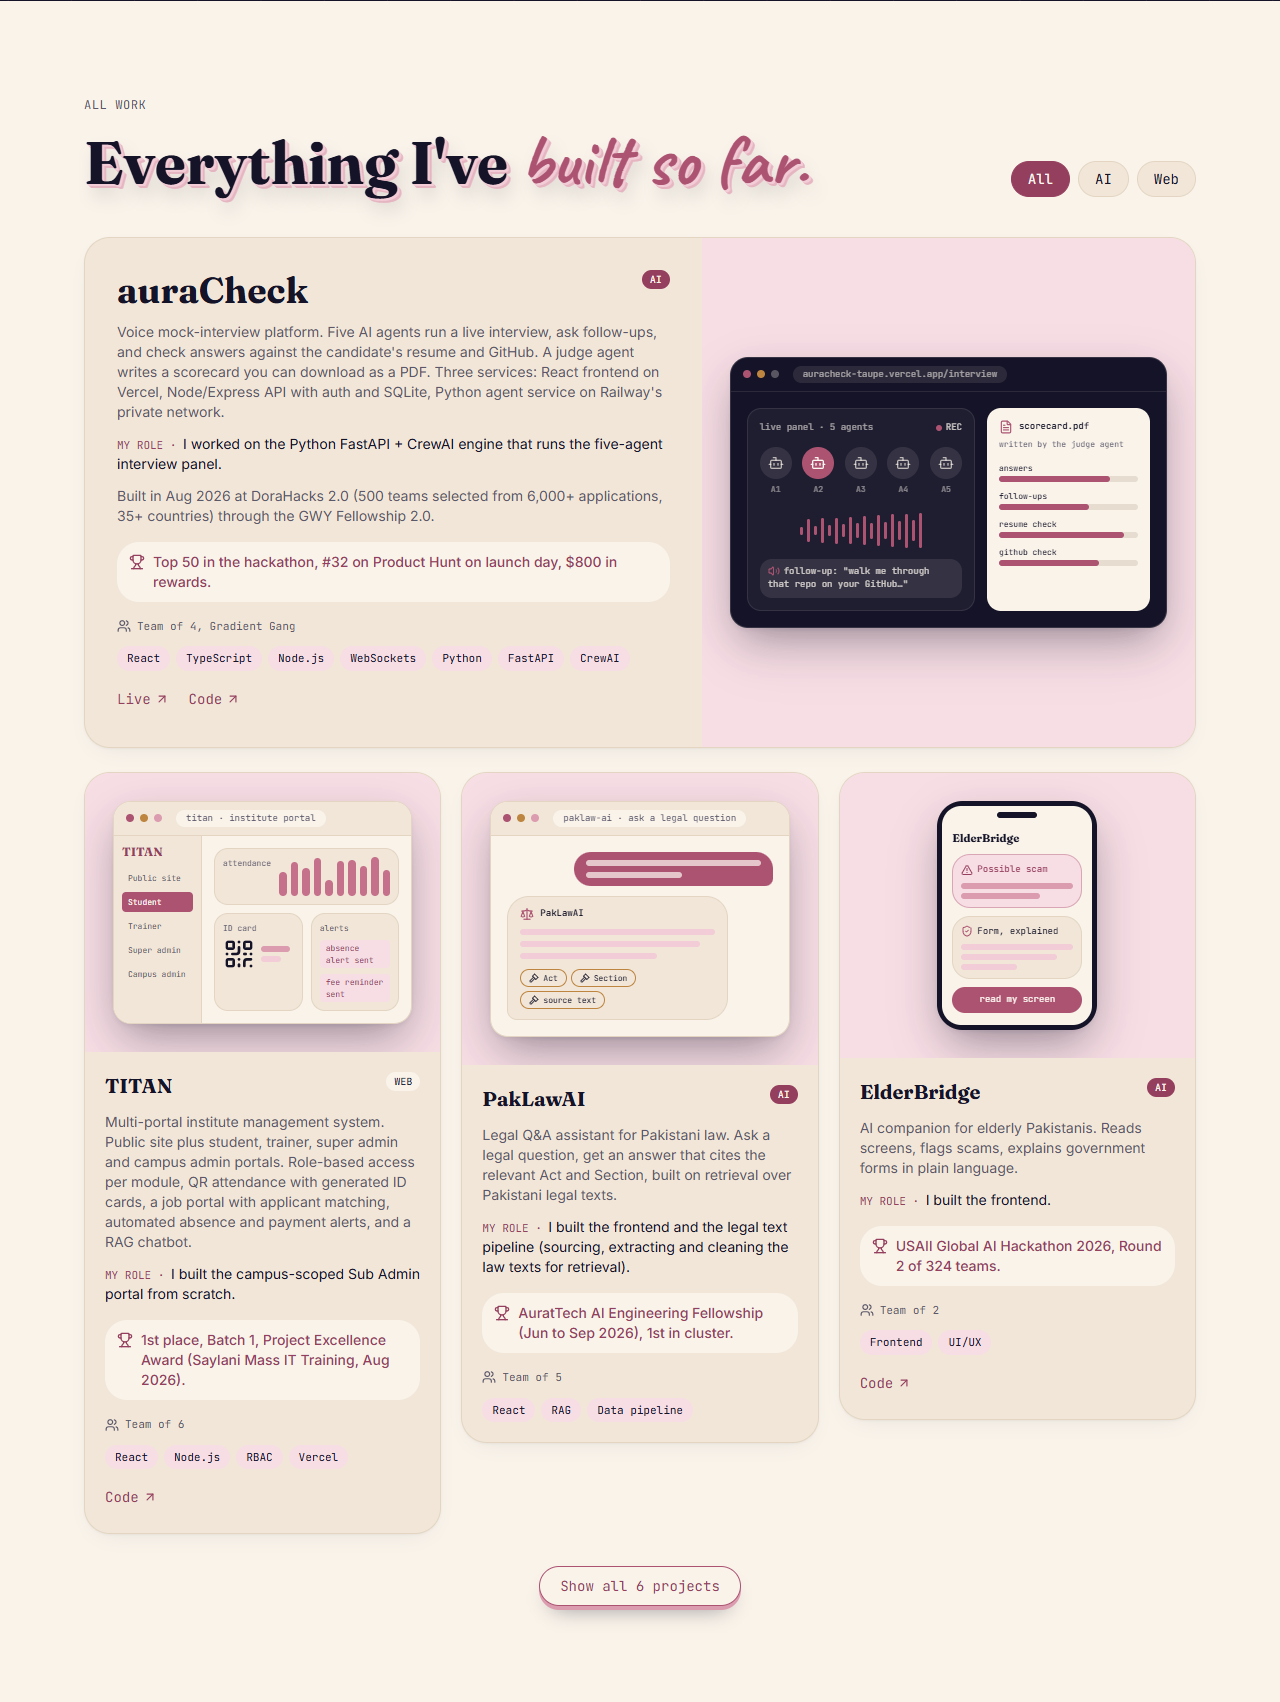 ALL WORK
Everything I've built so far.
All
AI
Web
auraCheck
AI
Voice mock-interview platform. Five AI agents run a live interview, ask follow-ups,
and check answers against the candidate's resume and GitHub. A judge agent
writes a scorecard you can download as a PDF. Three services: React frontend on
Vercel, Node/Express API with auth and SQLite, Python agent service on Railway's
private network.
MY ROLE · I worked on the Python FastAPI + CrewAI engine that runs the five-agent
interview panel.
Built in Aug 2026 at DoraHacks 2.0 (500 teams selected from 6,000+ applications,
35+ countries) through the GWY Fellowship 2.0.
Top 50 in the hackathon, #32 on Product Hunt on launch day, $800 in
rewards.
Team of 4, Gradient Gang
React
TypeScript
Node.js
WebSockets
Python
FastAPI
CrewAI
Live
Code
auracheck-taupe.vercel.app/interview
live panel · 5 agents
REC
A1
A2
A3
A4
A5
follow-up: "walk me through
that repo on your GitHub…"
scorecard.pdf
written by the judge agent
answers
follow-ups
resume check
github check
titan · institute portal
TITAN
Public site
Student
Trainer
Super admin
Campus admin
attendance
ID card
alerts
absence
alert sent
fee reminder
sent
TITAN
WEB
Multi-portal institute management system.
Public site plus student, trainer, super admin
and campus admin portals. Role-based access
per module, QR attendance with generated ID
cards, a job portal with applicant matching,
automated absence and payment alerts, and a
RAG chatbot.
MY ROLE · I built the campus-scoped Sub Admin
portal from scratch.
1st place, Batch 1, Project Excellence
Award (Saylani Mass IT Training, Aug
2026).
Team of 6
React
Node.js
RBAC
Vercel
Code
paklaw-ai · ask a legal question
PakLawAI
Act
Section
source text
PakLawAI
AI
Legal Q&A assistant for Pakistani law. Ask a
legal question, get an answer that cites the
relevant Act and Section, built on retrieval over
Pakistani legal texts.
MY ROLE · I built the frontend and the legal text
pipeline (sourcing, extracting and cleaning the
law texts for retrieval).
AuratTech AI Engineering Fellowship
(Jun to Sep 2026), 1st in cluster.
Team of 5
React
RAG
Data pipeline
ElderBridge
Possible scam
Form, explained
read my screen
ElderBridge
AI
AI companion for elderly Pakistanis. Reads
screens, flags scams, explains government
forms in plain language.
MY ROLE · I built the frontend.
USAII Global AI Hackathon 2026, Round
2 of 324 teams.
Team of 2
Frontend
UI/UX
Code
Show all 6 projects